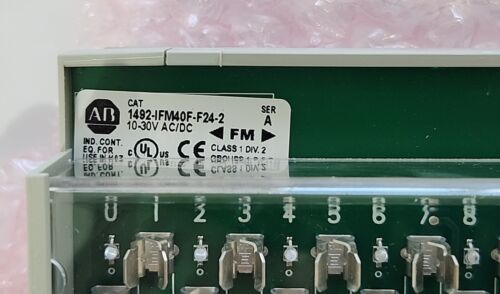 AB
CAT
1492-IFM40F-F24-2
10-30V AC/DC
SER
A
FM
IND. CONT.
EQ. FOR
USE IN HAZ
c UL us
CE
CLASS 1 DIV. 2
0 1 2 3 4 5 6 7 8